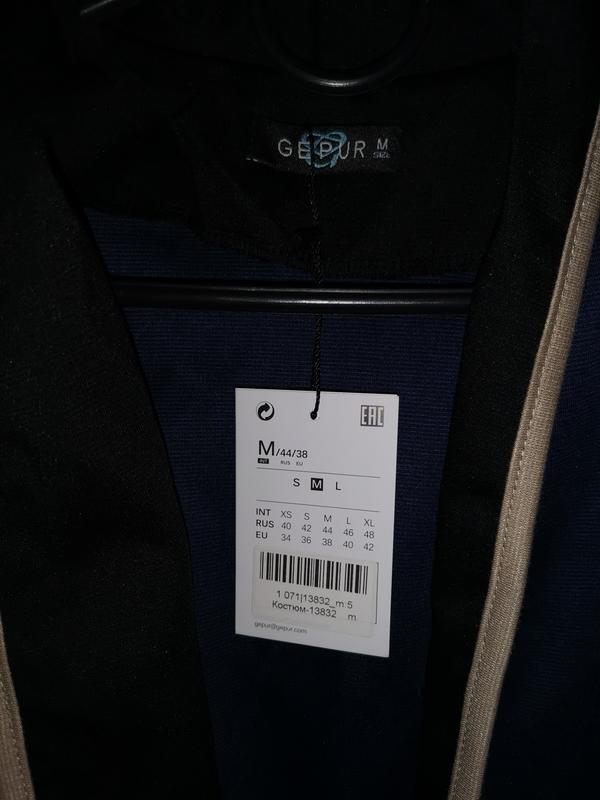 GEPUR M
SIZE
EAC
M/44/38
INT RUS EU
S M L
INT XS S M L XL
RUS 40 42 44 46 48
EU 34 36 38 40 42
1 071|13832_m:5
Костюм-13832__m
gepur@gepur.com